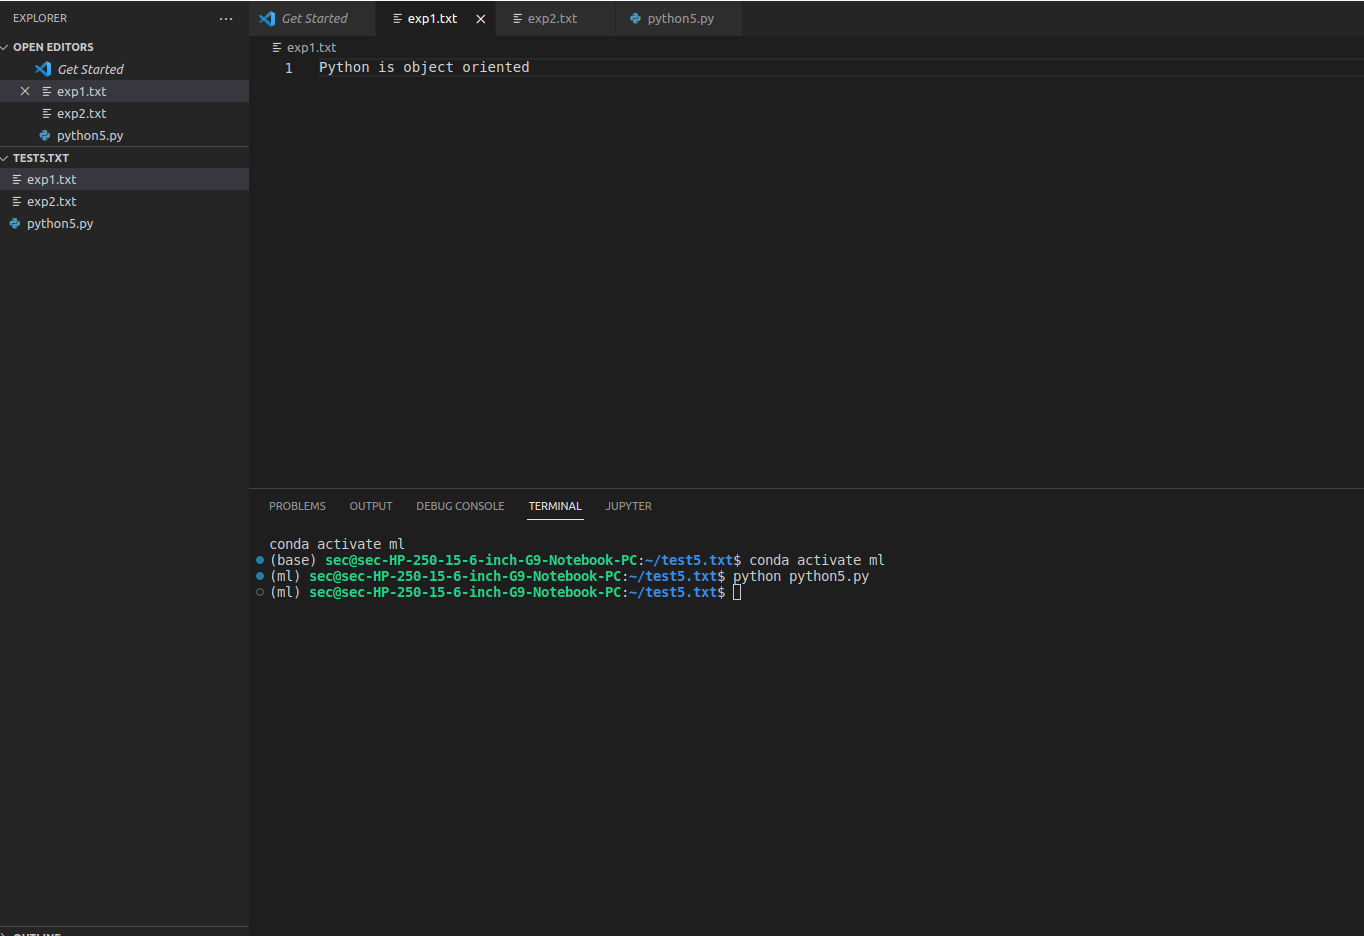 EXPLORER
OPEN EDITORS
Get Started
exp1.txt
exp2.txt
python5.py
TEST5.TXT
exp1.txt
exp2.txt
python5.py
OUTLINE
Get Started exp1.txt exp2.txt python5.py
exp1.txt
1 Python is object oriented
PROBLEMS OUTPUT DEBUG CONSOLE TERMINAL JUPYTER
conda activate ml
(base) sec@sec-HP-250-15-6-inch-G9-Notebook-PC:~/test5.txt$ conda activate ml
(ml) sec@sec-HP-250-15-6-inch-G9-Notebook-PC:~/test5.txt$ python python5.py
(ml) sec@sec-HP-250-15-6-inch-G9-Notebook-PC:~/test5.txt$